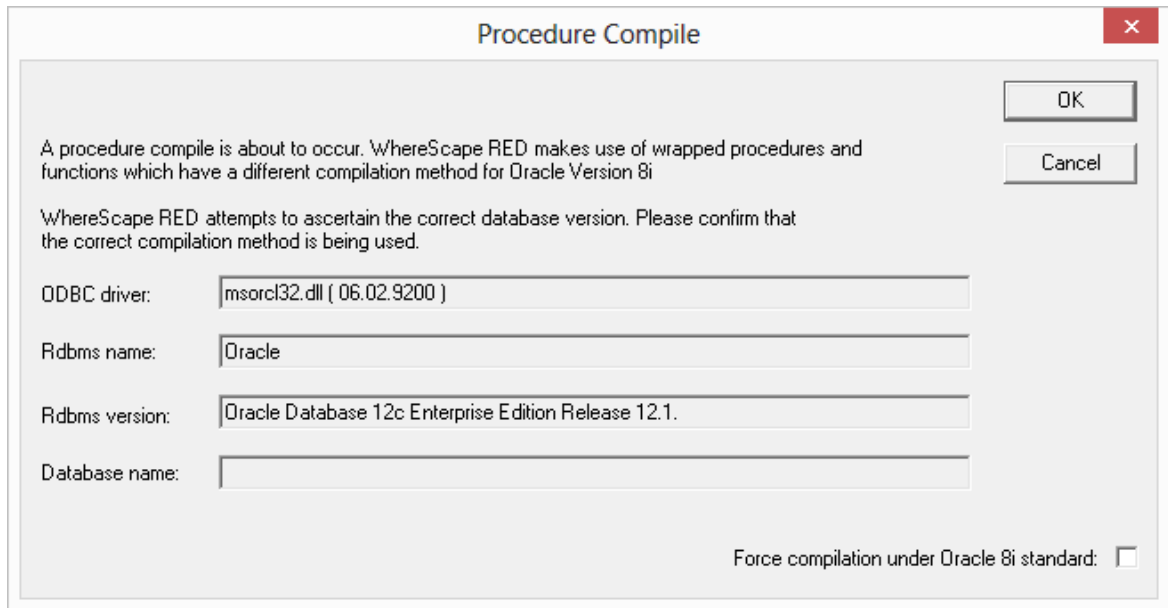 Procedure Compile
OK
A procedure compile is about to occur. WhereScape RED makes use of wrapped procedures and
functions which have a different compilation method for Oracle Version 8i
Cancel
WhereScape RED attempts to ascertain the correct database version. Please confirm that
the correct compilation method is being used.
ODBC driver: msorcl32.dll ( 06.02.9200 )
Rdbms name: Oracle
Rdbms version: Oracle Database 12c Enterprise Edition Release 12.1.
Database name:
Force compilation under Oracle 8i standard: